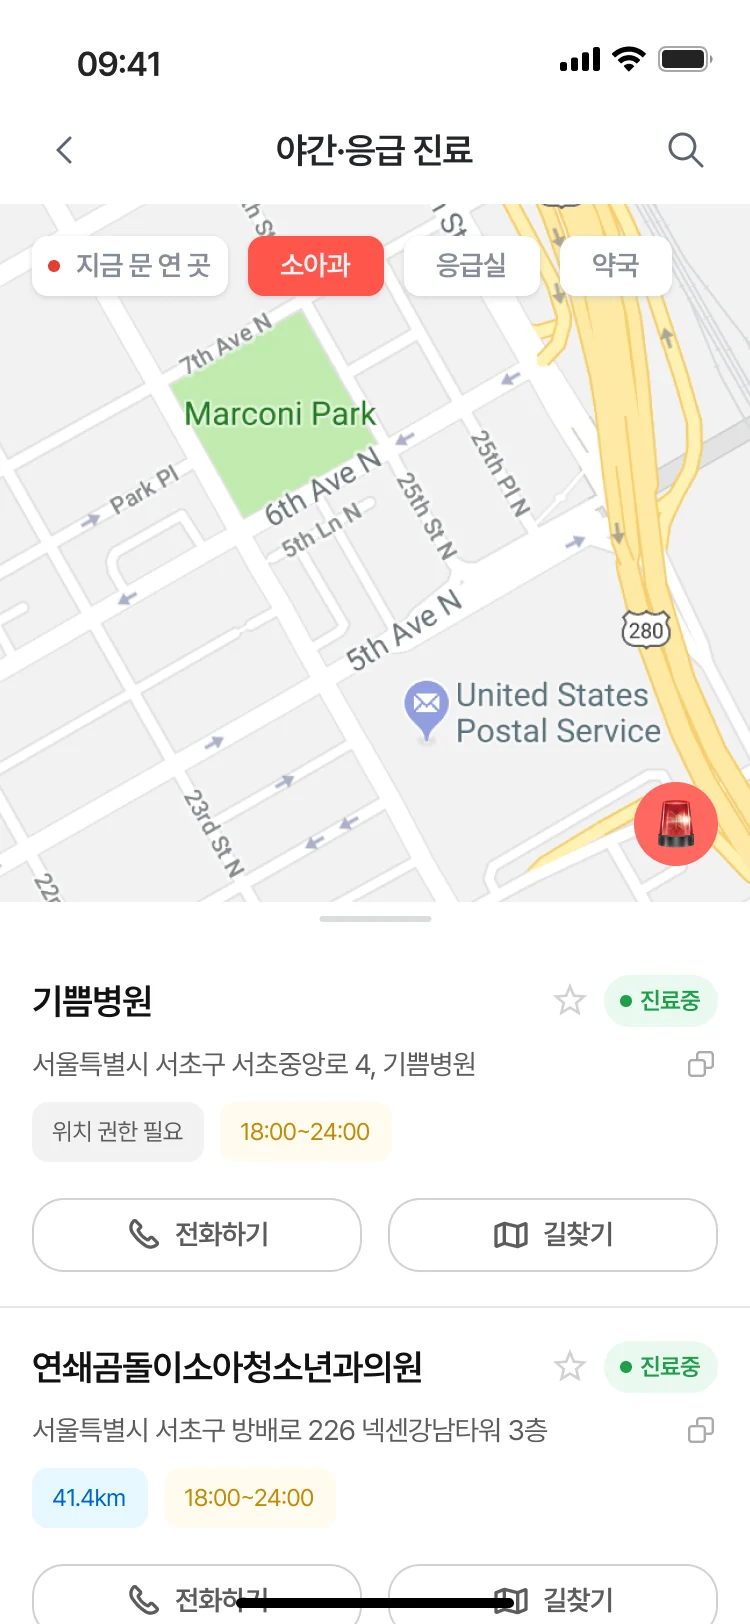 09:41
야간·응급 진료
지금 문 연 곳
소아과
응급실
약국
7th Ave N
Marconi Park
6th Ave N
Park Pl
5th Ln N
25th St N
25th Pl N
5th Ave N
280
United States
Postal Service
23rd St N
기쁨병원
진료중
서울특별시 서초구 서초중앙로 4, 기쁨병원
위치 권한 필요
18:00~24:00
전화하기
길찾기
연쇄곰돌이소아청소년과의원
진료중
서울특별시 서초구 방배로 226 넥센강남타워 3층
41.4km
18:00~24:00
전화하기
길찾기